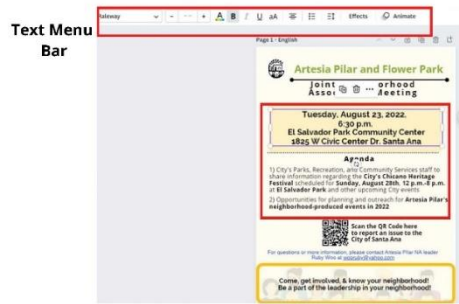 Text Menu
Bar
Raleway
B I U aA Effects Animate
Page 1 - English
Artesia Pilar and Flower Park
Joint orhood
Asso Meeting
Tuesday, August 23, 2022,
6:30 p.m.
El Salvador Park Community Center
1825 W Civic Center Dr. Santa Ana
Agenda
1) City's Parks, Recreation, and Community Services staff to
share information regarding the City's Chicano Heritage
Festival scheduled for Sunday, August 28th, 12 p.m.-8 p.m.
at El Salvador Park and other upcoming City events
2) Opportunities for planning and outreach for Artesia Pilar's
neighborhood-produced events in 2022
Scan the QR Code here
to report an issue to the
City of Santa Ana
For questions or more information, please contact Artesia Pilar NA leader
Ruby Woo at
Come, get involved, & know your neighborhood!
Be a part of the leadership in your neighborhood!